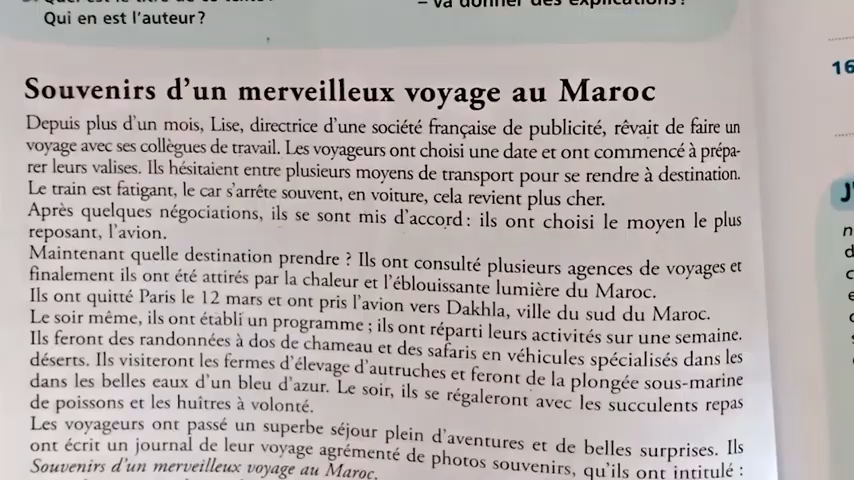 Qui en est l'auteur ?
– va donner des explications ?
16
Souvenirs d'un merveilleux voyage au Maroc
Depuis plus d'un mois, Lise, directrice d'une société française de publicité, rêvait de faire un
voyage avec ses collègues de travail. Les voyageurs ont choisi une date et ont commencé à prépa-
rer leurs valises. Ils hésitaient entre plusieurs moyens de transport pour se rendre à destination.
Le train est fatigant, le car s'arrête souvent, en voiture, cela revient plus cher.
Après quelques négociations, ils se sont mis d'accord : ils ont choisi le moyen le plus
reposant, l'avion.
Maintenant quelle destination prendre ? Ils ont consulté plusieurs agences de voyages et
finalement ils ont été attirés par la chaleur et l'éblouissante lumière du Maroc.
Ils ont quitté Paris le 12 mars et ont pris l'avion vers Dakhla, ville du sud du Maroc.
Le soir même, ils ont établi un programme ; ils ont réparti leurs activités sur une semaine.
Ils feront des randonnées à dos de chameau et des safaris en véhicules spécialisés dans les
déserts. Ils visiteront les fermes d'élevage d'autruches et feront de la plongée sous-marine
dans les belles eaux d'un bleu d'azur. Le soir, ils se régaleront avec les succulents repas
de poissons et les huîtres à volonté.
Les voyageurs ont passé un superbe séjour plein d'aventures et de belles surprises. Ils
ont écrit un journal de leur voyage agrémenté de photos souvenirs, qu'ils ont intitulé :
Souvenirs d'un merveilleux voyage au Maroc.